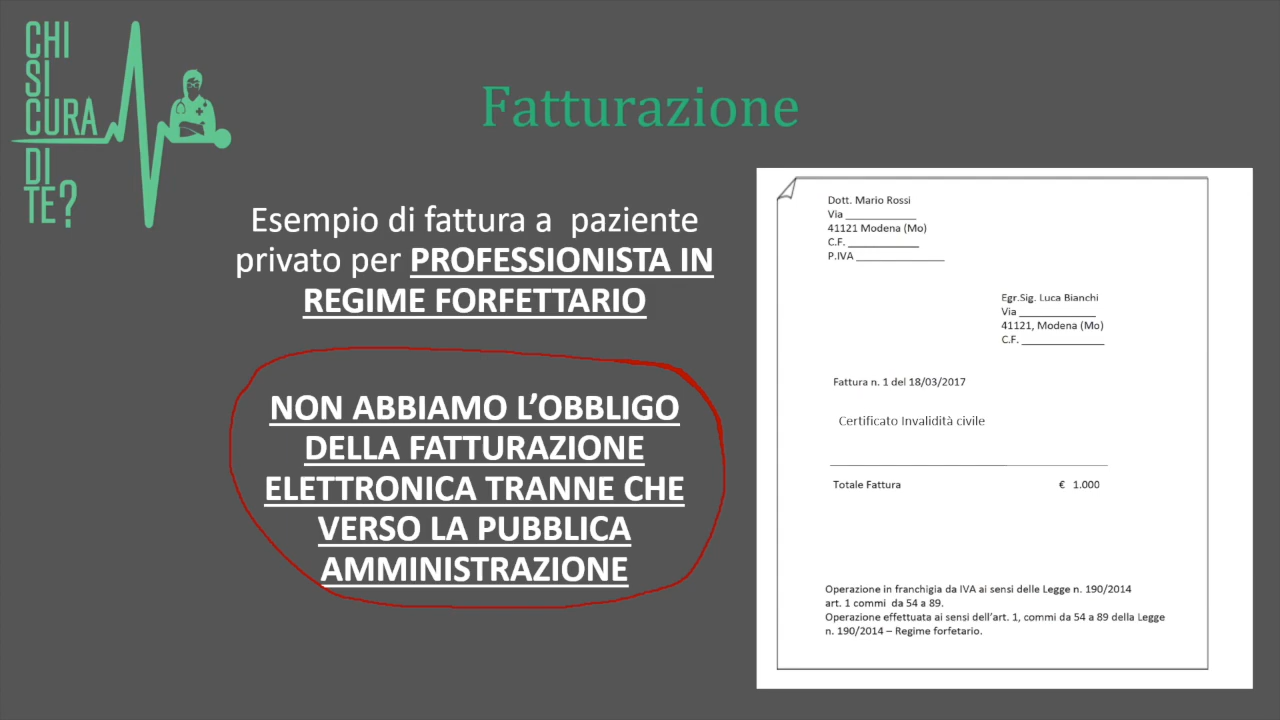 CHI
SI
CURA
DI
TE?
Fatturazione
Esempio di fattura a paziente
privato per PROFESSIONISTA IN
REGIME FORFETTARIO
NON ABBIAMO L’OBBLIGO
DELLA FATTURAZIONE
ELETTRONICA TRANNE CHE
VERSO LA PUBBLICA
AMMINISTRAZIONE
Dott. Mario Rossi
Via ____________
41121 Modena (Mo)
C.F. ____________
P.IVA _______________
Egr.Sig. Luca Bianchi
Via _____________
41121, Modena (Mo)
C.F. ______________
Fattura n. 1 del 18/03/2017
Certificato Invalidità civile
Totale Fattura € 1.000
Operazione in franchigia da IVA ai sensi delle Legge n. 190/2014
art. 1 commi da 54 a 89.
Operazione effettuata ai sensi dell’art. 1, commi da 54 a 89 della Legge
n. 190/2014 – Regime forfetario.